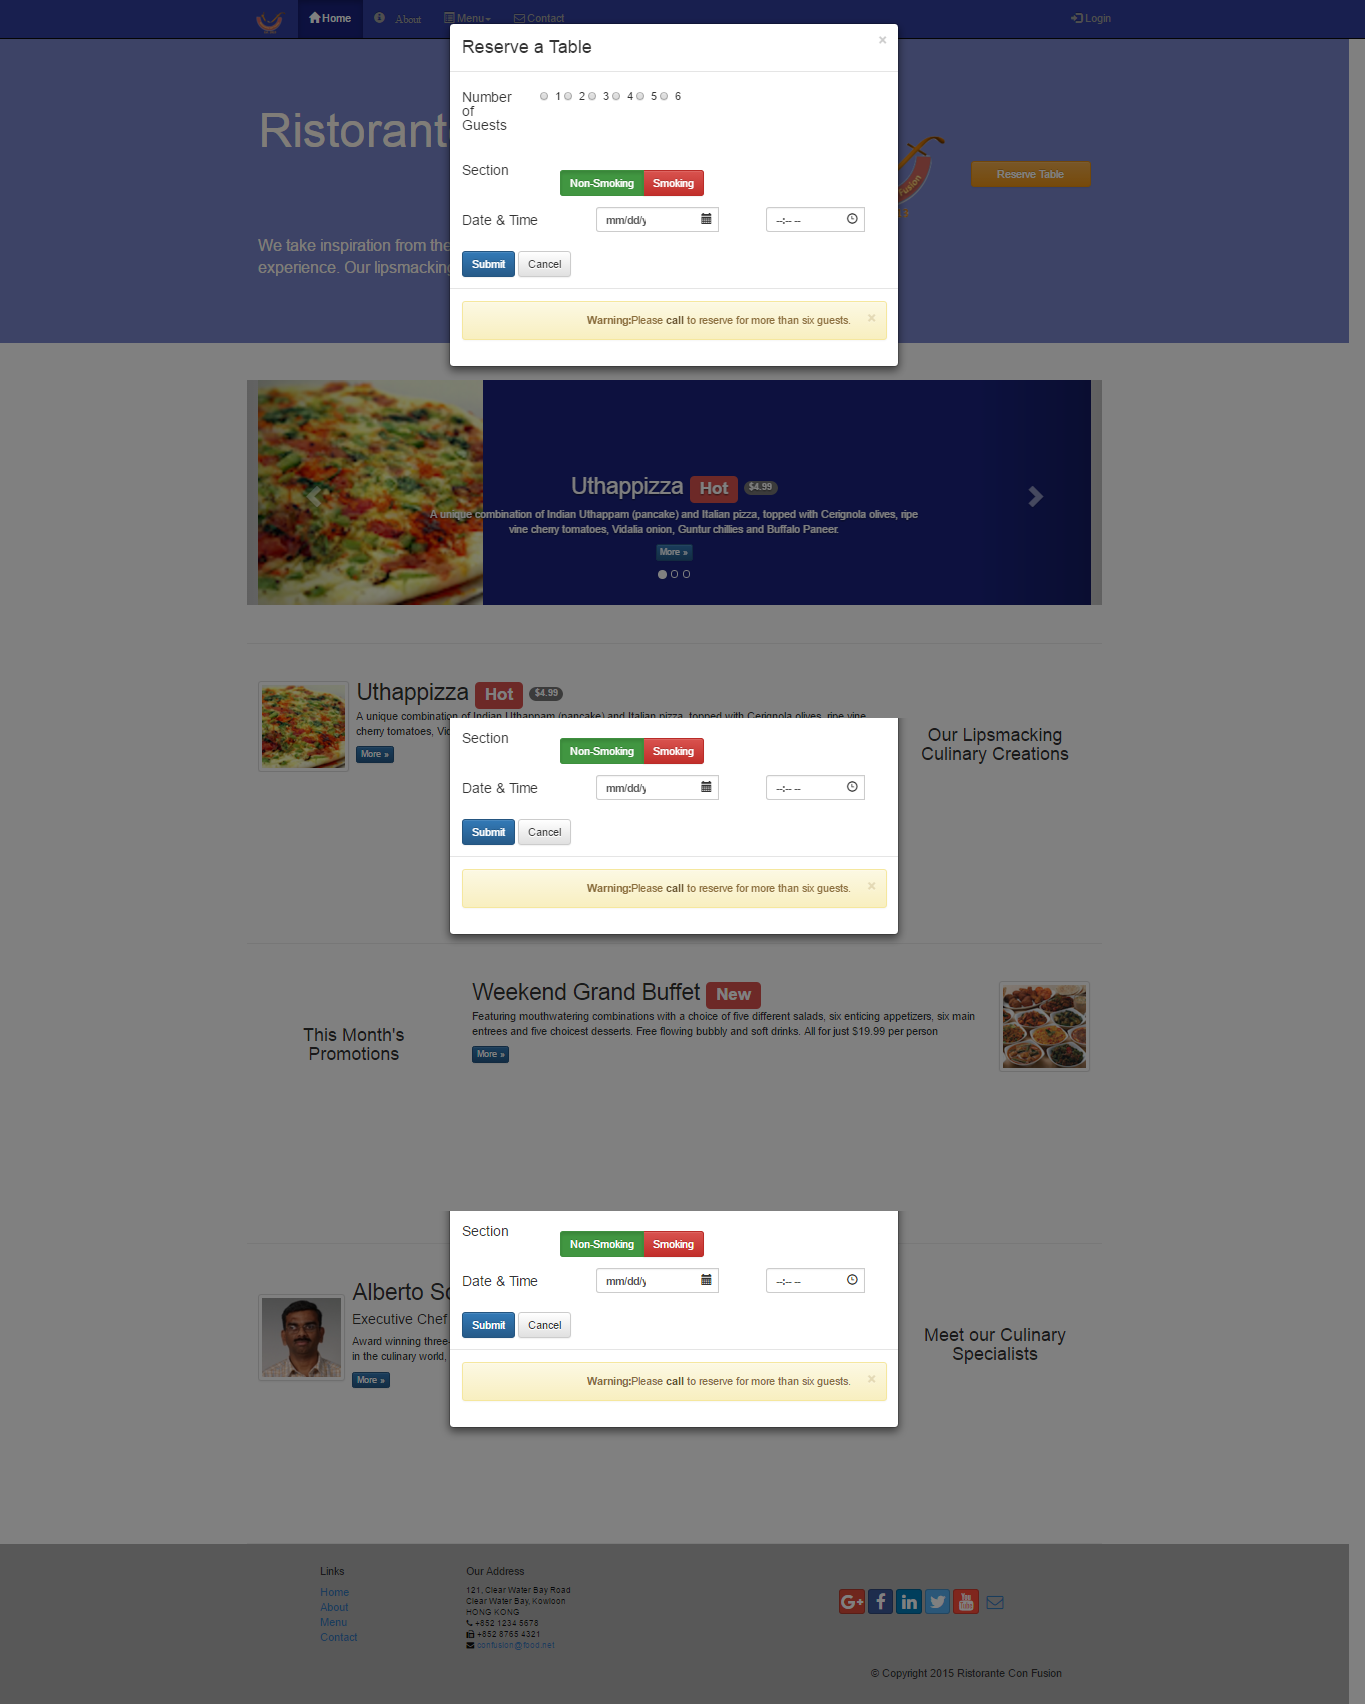 Home About Menu Contact Login
Reserve a Table ×
Number of Guests 1 2 3 4 5 6
Section
Non-Smoking Smoking
Date & Time mm/dd/y --:-- --
Submit Cancel
Warning:Please call to reserve for more than six guests. ×
Ristorante
Reserve Table
We take inspiration from the
experience. Our lipsmacking
Uthappizza Hot $4.99
A unique combination of Indian Uthappam (pancake) and Italian pizza, topped with Cerignola olives, ripe
vine cherry tomatoes, Vidalia onion, Guntur chillies and Buffalo Paneer.
More »
Uthappizza Hot $4.99
A unique combination of Indian Uthappam (pancake) and Italian pizza, topped with Cerignola olives, ripe vine
cherry tomatoes,
More »
Our Lipsmacking
Culinary Creations
Section
Non-Smoking Smoking
Date & Time mm/dd/y --:-- --
Submit Cancel
Warning:Please call to reserve for more than six guests. ×
This Month's
Promotions
Weekend Grand Buffet New
Featuring mouthwatering combinations with a choice of five different salads, six enticing appetizers, six main
entrees and five choicest desserts. Free flowing bubbly and soft drinks. All for just $19.99 per person
More »
Section
Non-Smoking Smoking
Date & Time mm/dd/y --:-- --
Submit Cancel
Warning:Please call to reserve for more than six guests. ×
Alberto
Executive Chef
Award winning three-
in the culinary world,
More »
Meet our Culinary
Specialists
Links
Home
About
Menu
Contact
Our Address
121, Clear Water Bay Road
Clear Water Bay, Kowloon
HONG KONG
+852 1234 5678
+852 8765 4321
confusion@food.net
© Copyright 2015 Ristorante Con Fusion